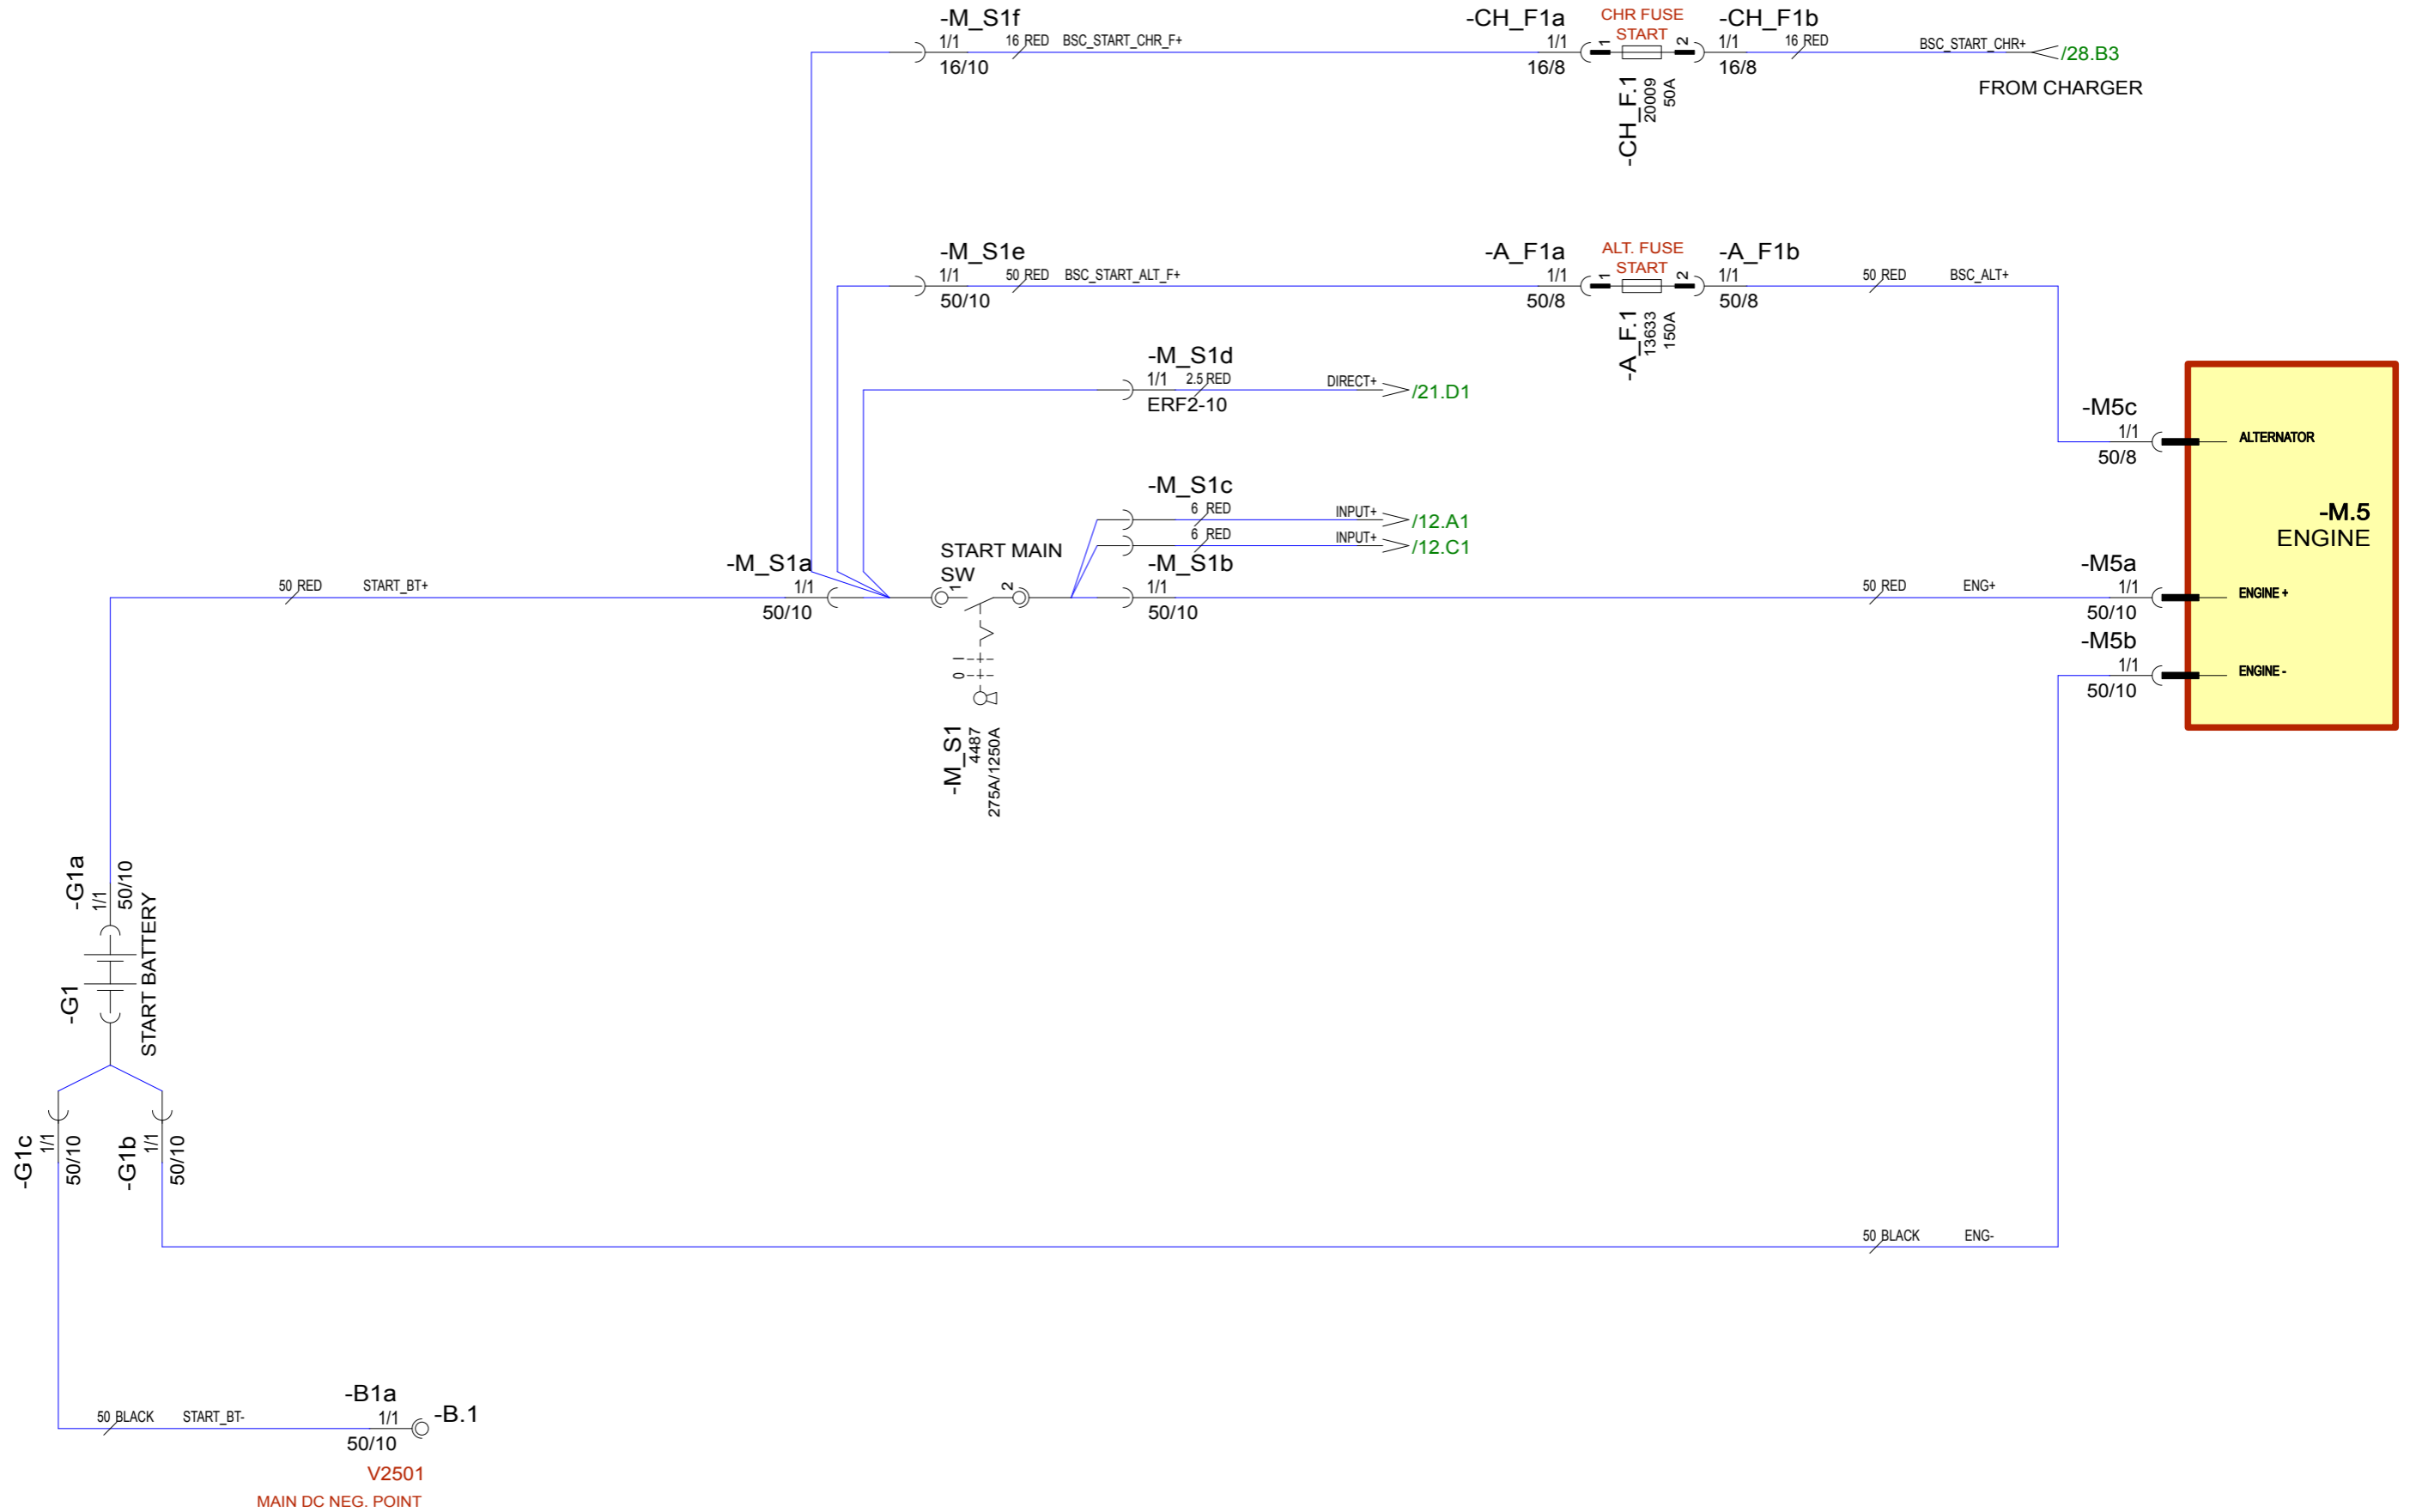 -M_S1f
1/1
16 RED
BSC_START_CHR_F+
16/10
-CH_F1a
1/1
16/8
CHR FUSE
START
1
2
-CH_F.1
20009
50A
-CH_F1b
1/1
16 RED
16/8
BSC_START_CHR+
/28.B3
FROM CHARGER
-M_S1e
1/1
50 RED
BSC_START_ALT_F+
50/10
-A_F1a
1/1
50/8
ALT. FUSE
START
1
2
-A_F.1
13633
150A
-A_F1b
1/1
50/8
50 RED
BSC_ALT+
-M_S1d
1/1
2.5 RED
ERF2-10
DIRECT+
/21.D1
-M5c
1/1
50/8
ALTERNATOR
-M_S1c
6 RED
INPUT+
/12.A1
6 RED
INPUT+
/12.C1
-M.5
ENGINE
START MAIN
SW
-M_S1a
1/1
50/10
50 RED
START_BT+
1
2
-M_S1b
1/1
50/10
50 RED
ENG+
-M5a
1/1
50/10
ENGINE +
-M5b
1/1
50/10
ENGINE -
0
1
-M_S1
4487
275A/1250A
-G1a
1/1
50/10
-G1
START BATTERY
-G1c
1/1
50/10
-G1b
1/1
50/10
50 BLACK
ENG-
50 BLACK
START_BT-
-B1a
1/1
50/10
-B.1
V2501
MAIN DC NEG. POINT